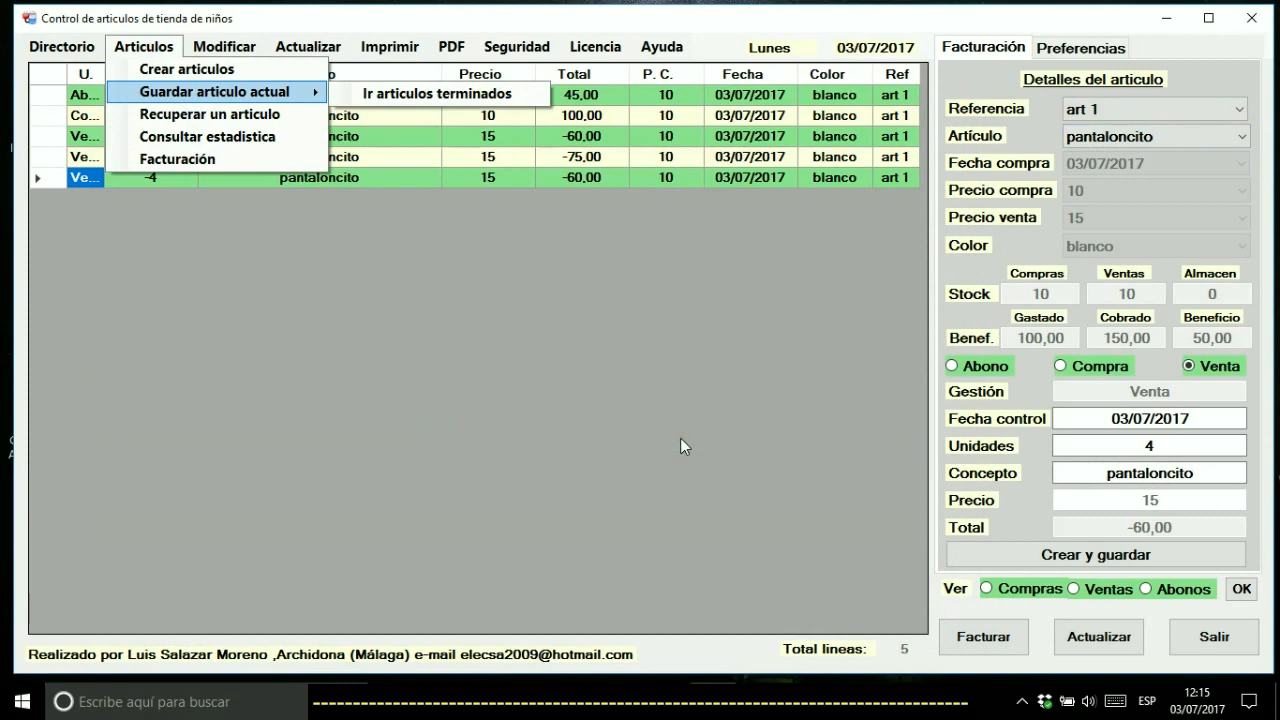 Control de articulos de tienda de niños
Directorio Articulos Modificar Actualizar Imprimir PDF Seguridad Licencia Ayuda Lunes 03/07/2017
Crear articulos
Guardar articulo actual
Ir articulos terminados
Recuperar un articulo
Consultar estadistica
Facturación
U. Precio Total P. C. Fecha Color Ref
Ab... 45,00 10 03/07/2017 blanco art 1
Co... 10 100,00 10 03/07/2017 blanco art 1
Ve... 15 -60,00 10 03/07/2017 blanco art 1
Ve... 15 -75,00 10 03/07/2017 blanco art 1
Ve... -4 pantaloncito 15 -60,00 10 03/07/2017 blanco art 1
Facturación Preferencias
Detalles del articulo
Referencia art 1
Artículo pantaloncito
Fecha compra 03/07/2017
Precio compra 10
Precio venta 15
Color blanco
Compras Ventas Almacen
Stock 10 10 0
Gastado Cobrado Beneficio
Benef. 100,00 150,00 50,00
Abono Compra Venta
Gestión Venta
Fecha control 03/07/2017
Unidades 4
Concepto pantaloncito
Precio 15
Total -60,00
Crear y guardar
Ver Compras Ventas Abonos OK
Facturar Actualizar Salir
Realizado por Luis Salazar Moreno ,Archidona (Málaga) e-mail elecsa2009@hotmail.com
Total lineas: 5
Escribe aquí para buscar
ESP
12:15
03/07/2017